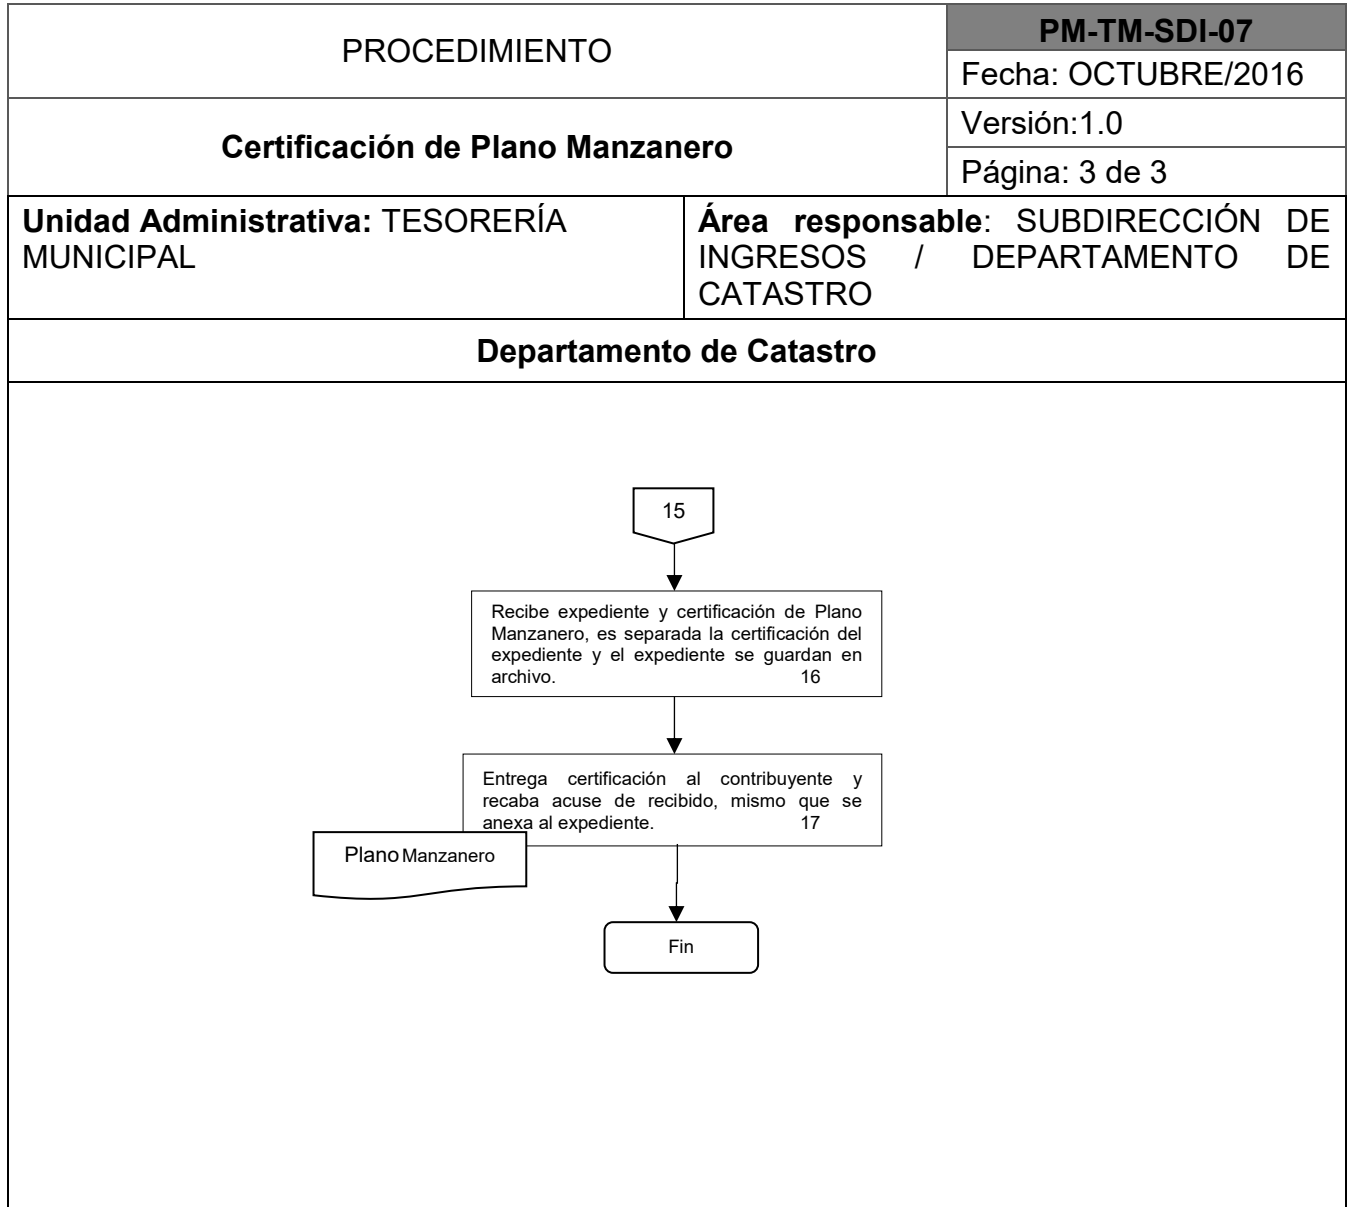 PROCEDIMIENTO
PM-TM-SDI-07
Fecha: OCTUBRE/2016
Certificación de Plano Manzanero
Versión:1.0
Página: 3 de 3
Unidad Administrativa: TESORERÍA
MUNICIPAL
Área responsable: SUBDIRECCIÓN DE
INGRESOS / DEPARTAMENTO DE
CATASTRO
Departamento de Catastro
15
Recibe expediente y certificación de Plano
Manzanero, es separada la certificación del
expediente y el expediente se guardan en
archivo. 16
Entrega certificación al contribuyente y
recaba acuse de recibido, mismo que se
anexa al expediente. 17
Plano Manzanero
Fin